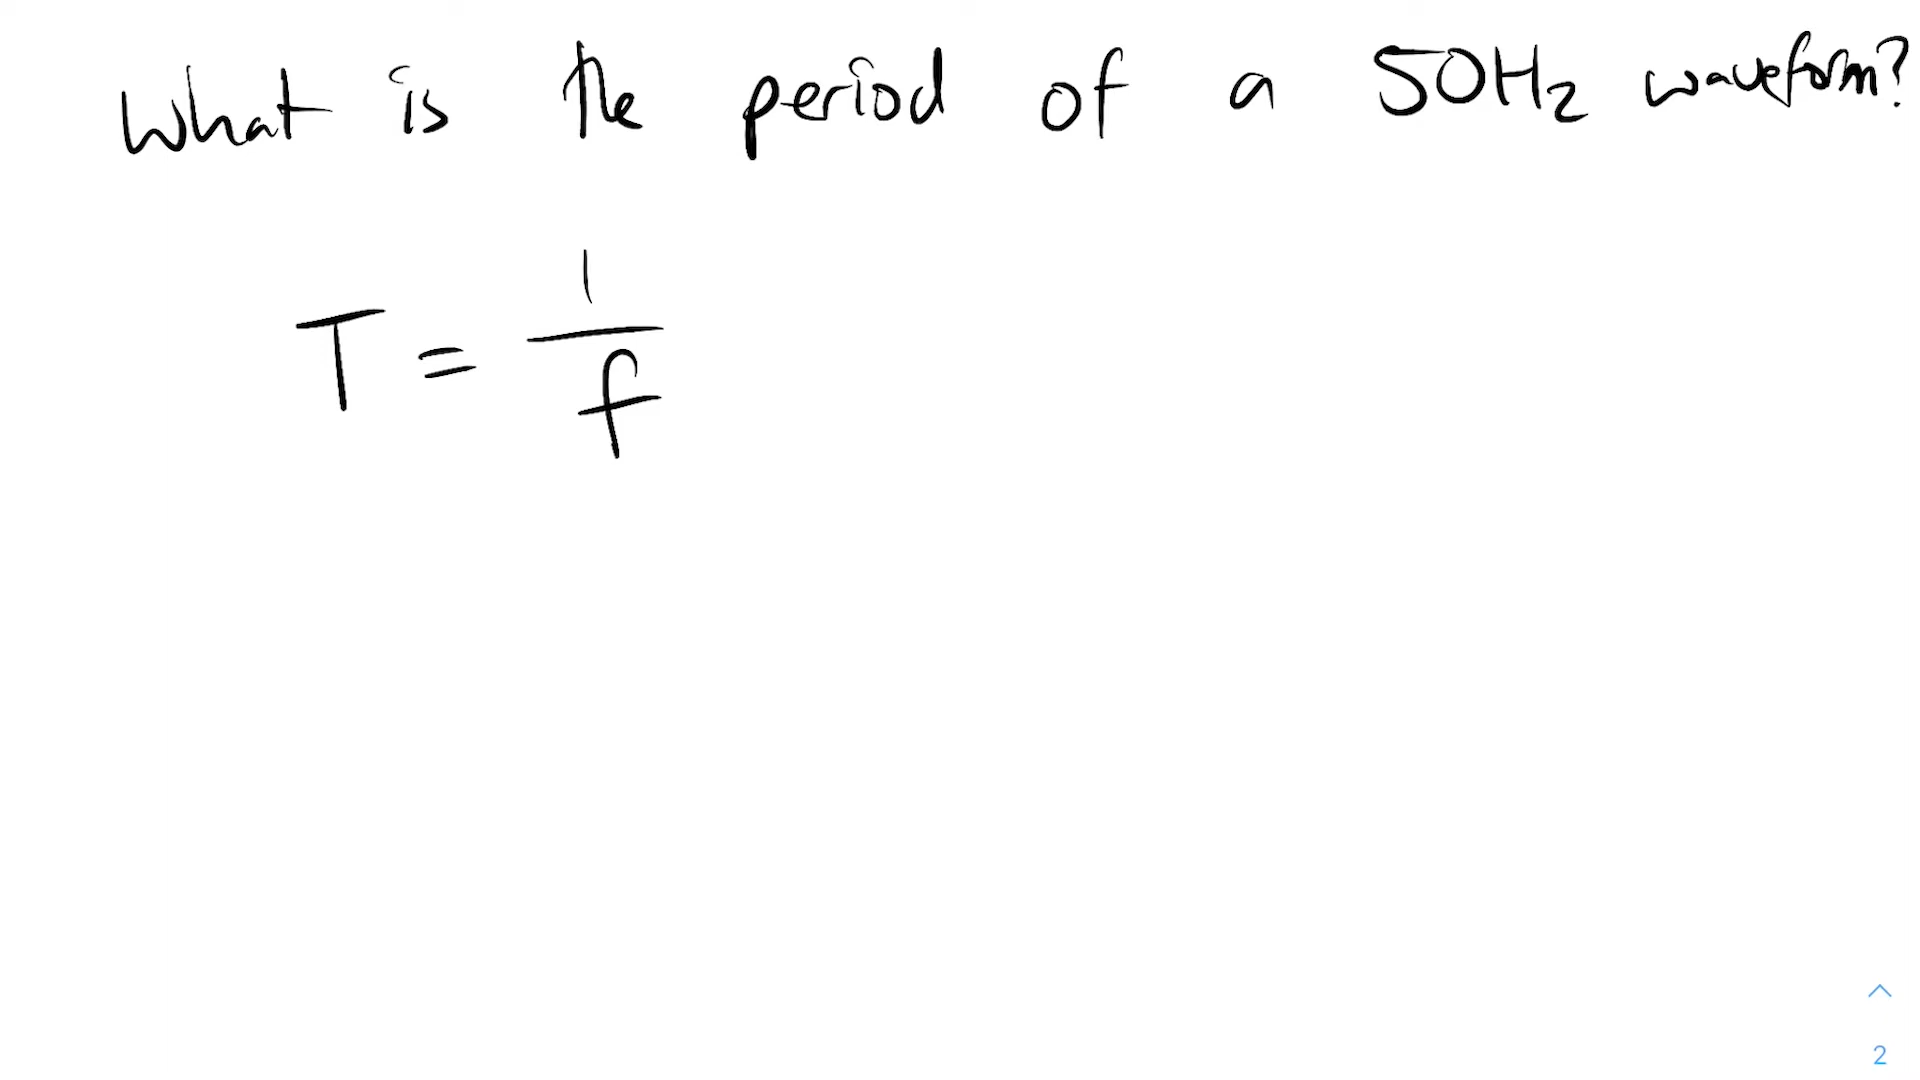 What is the period of a 50Hz waveform?
T = 1/f
2